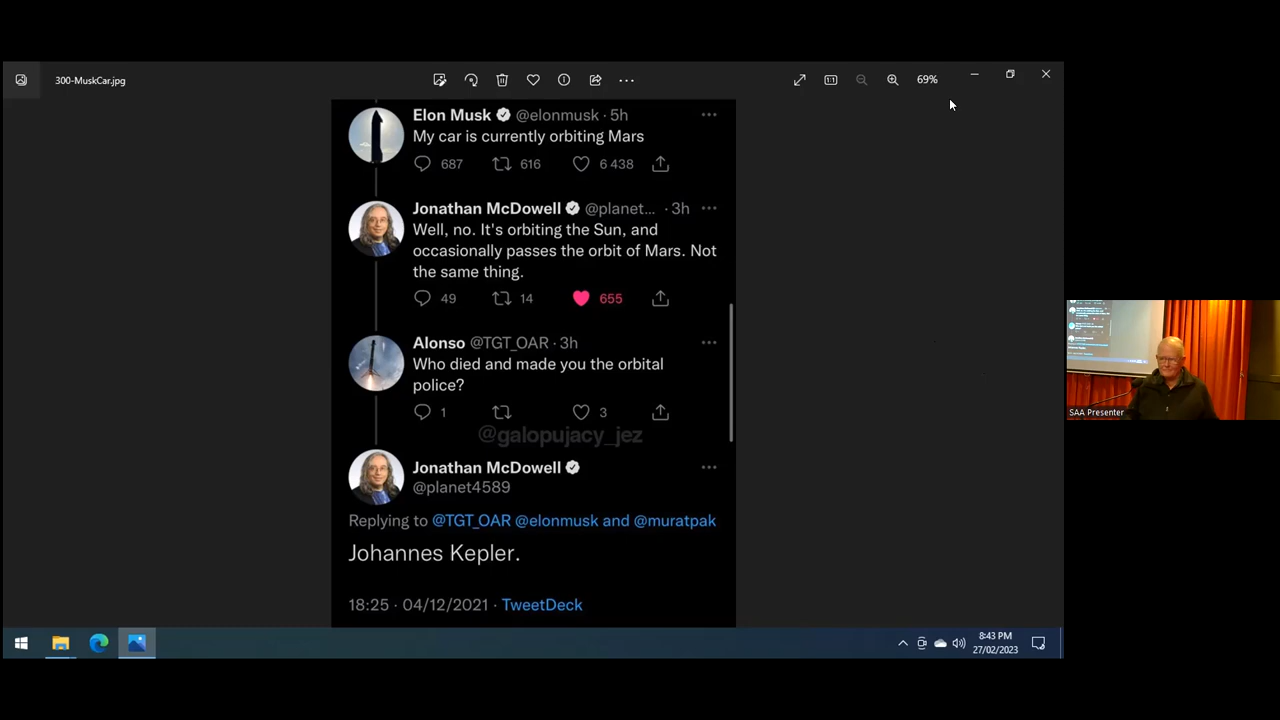 300-MuskCar.jpg
69%
Elon Musk @elonmusk · 5h
My car is currently orbiting Mars
687 616 6 438
Jonathan McDowell @planet... · 3h
Well, no. It's orbiting the Sun, and
occasionally passes the orbit of Mars. Not
the same thing.
49 14 655
Alonso @TGT_OAR · 3h
Who died and made you the orbital
police?
1 3
@galopujacy_jez
Jonathan McDowell
@planet4589
Replying to @TGT_OAR @elonmusk and @muratpak
Johannes Kepler.
18:25 · 04/12/2021 · TweetDeck
SAA Presenter
8:43 PM
27/02/2023